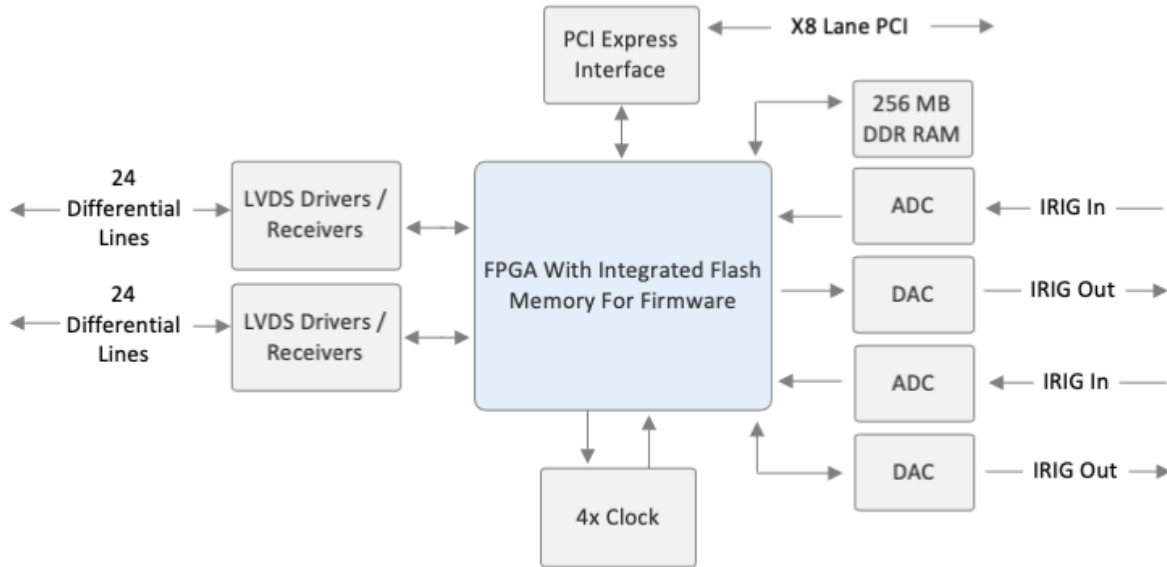 PCI Express
Interface
X8 Lane PCI
256 MB
DDR RAM
24
Differential
Lines
LVDS Drivers /
Receivers
ADC
IRIG In
FPGA With Integrated Flash
Memory For Firmware
DAC
IRIG Out
24
Differential
Lines
LVDS Drivers /
Receivers
ADC
IRIG In
DAC
IRIG Out
4x Clock